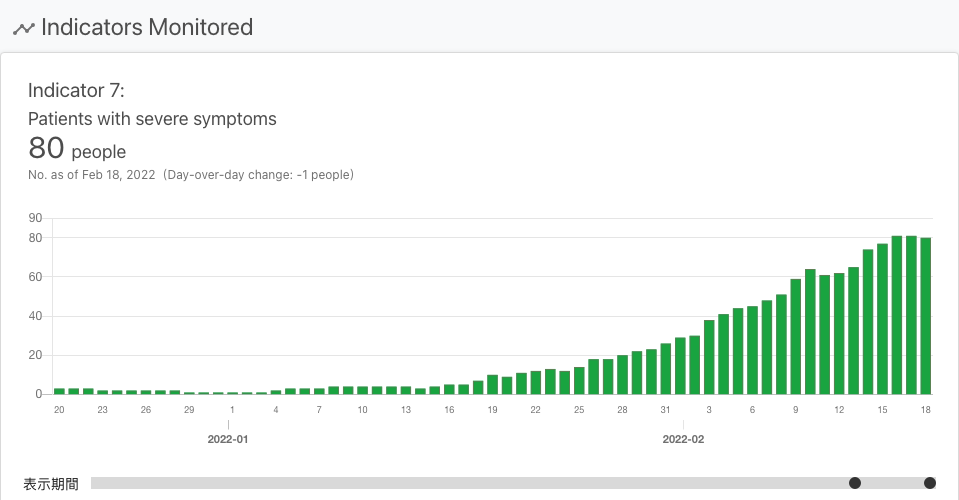 Indicators Monitored
Indicator 7:
Patients with severe symptoms
80 people
No. as of Feb 18, 2022 (Day-over-day change: -1 people)
90
80
60
40
20
0
20 23 26 29 1 4 7 10 13 16 19 22 25 28 31 3 6 9 12 15 18
2022-01 2022-02
表示期間